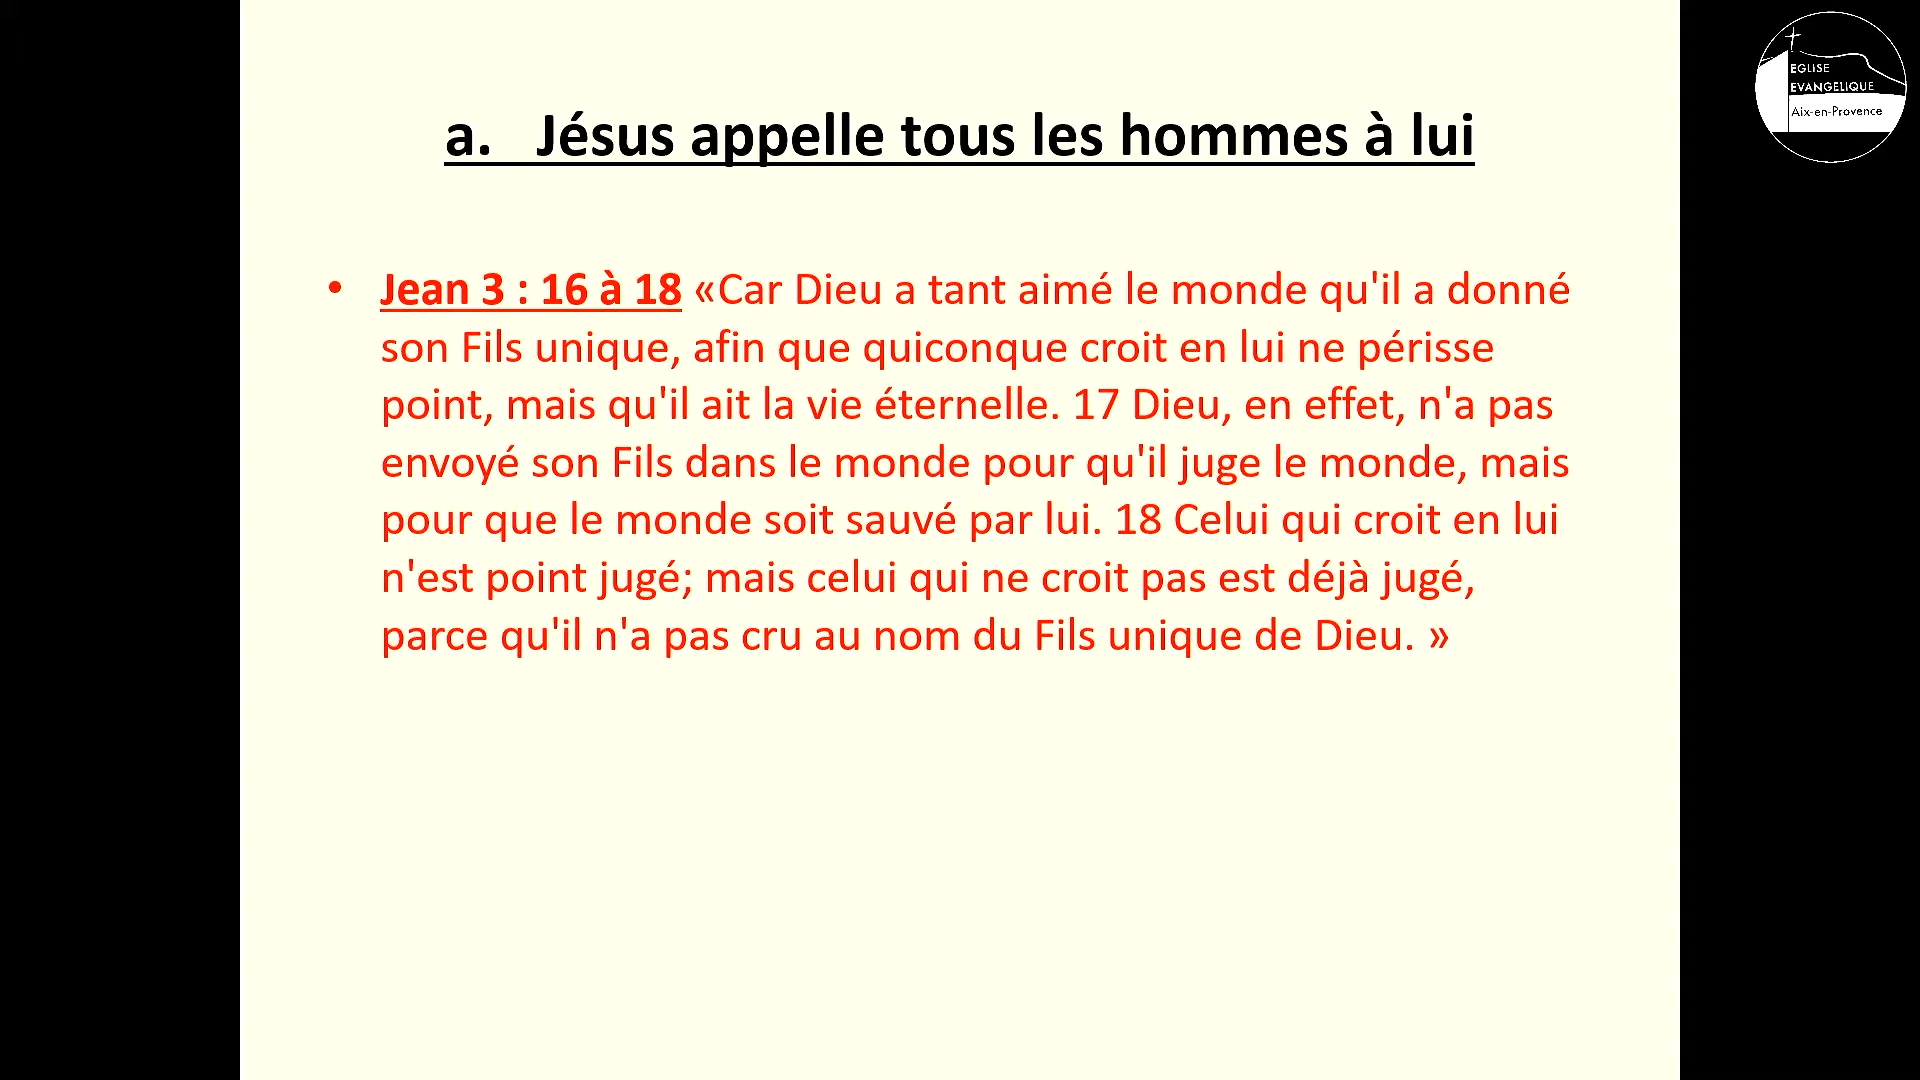 a. Jésus appelle tous les hommes à lui
• Jean 3 : 16 à 18 «Car Dieu a tant aimé le monde qu'il a donné
son Fils unique, afin que quiconque croit en lui ne périsse
point, mais qu'il ait la vie éternelle. 17 Dieu, en effet, n'a pas
envoyé son Fils dans le monde pour qu'il juge le monde, mais
pour que le monde soit sauvé par lui. 18 Celui qui croit en lui
n'est point jugé; mais celui qui ne croit pas est déjà jugé,
parce qu'il n'a pas cru au nom du Fils unique de Dieu. »
EGLISE
EVANGELIQUE
Aix-en-Provence